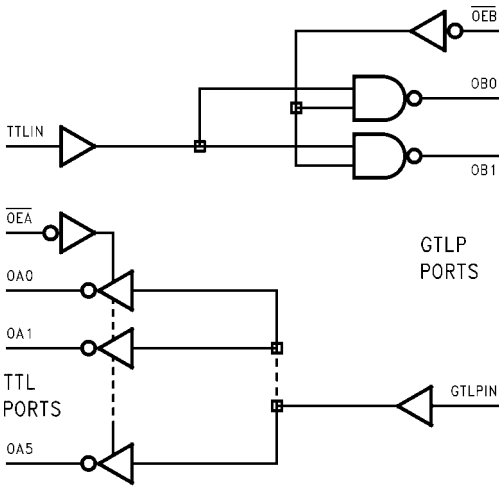 OEB
OB0
TTLIN
OB1
OEA
GTLP
PORTS
OA0
OA1
TTL
PORTS
GTLPIN
OA5